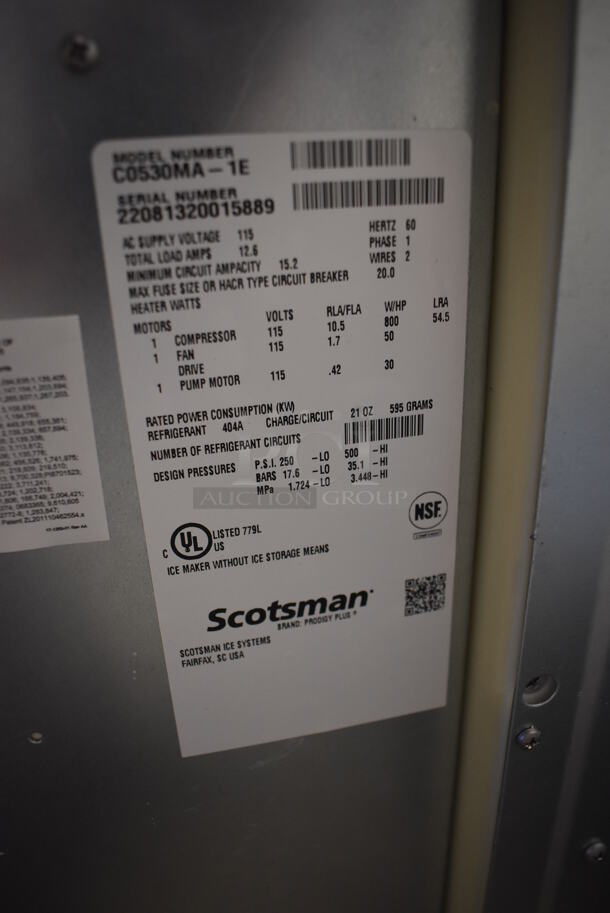 MODEL NUMBER
C0530MA-1E
SERIAL NUMBER
22081320015889
AC SUPPLY VOLTAGE 115 HERTZ 60
TOTAL LOAD AMPS 12.6 PHASE 1
MINIMUM CIRCUIT AMPACITY 15.2 WIRES 2
MAX FUSE SIZE OR HACR TYPE CIRCUIT BREAKER 20.0
HEATER WATTS
MOTORS VOLTS RLA/FLA W/HP LRA
1 COMPRESSOR 115 10.5 800 54.5
1 FAN 115 1.7 50
DRIVE
1 PUMP MOTOR 115 .42 30
RATED POWER CONSUMPTION (KW)
REFRIGERANT 404A CHARGE/CIRCUIT 21 OZ 595 GRAMS
NUMBER OF REFRIGERANT CIRCUITS
DESIGN PRESSURES P.S.I. 250 -LO 500 -HI
BARS 17.6 -LO 35.1 -HI
MPa 1.724 -LO 3.448-HI
AUCTION GROUP
C UL US LISTED 779L
NSF
ICE MAKER WITHOUT ICE STORAGE MEANS
Scotsman
BRAND: PRODIGY PLUS
SCOTSMAN ICE SYSTEMS
FAIRFAX, SC USA